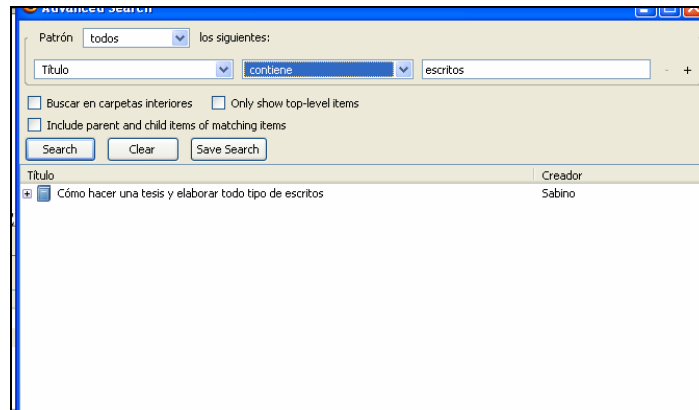 Advanced Search
Patrón todos los siguientes:
Título contiene escritos - +
Buscar en carpetas interiores Only show top-level items
Include parent and child items of matching items
Search Clear Save Search
Título Creador
Cómo hacer una tesis y elaborar todo tipo de escritos Sabino